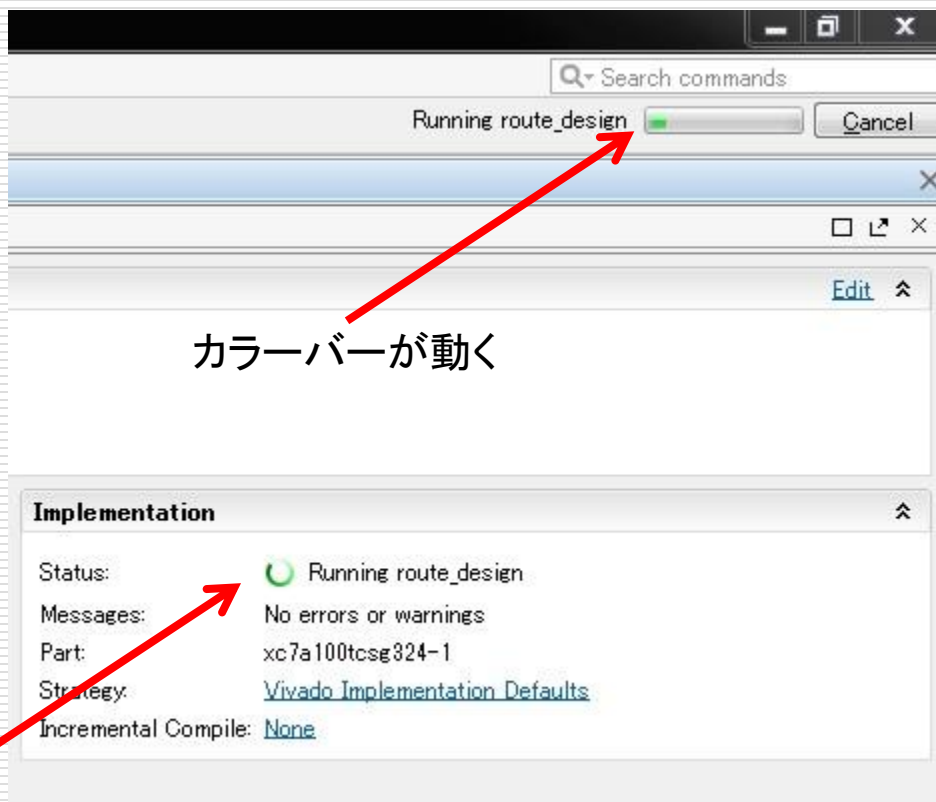 Search commands
Running route_design Cancel
Edit
カラーバーが動く
Implementation
Status: Running route_design
Messages: No errors or warnings
Part: xc7a100tcsg324-1
Strategy: Vivado Implementation Defaults
Incremental Compile: None